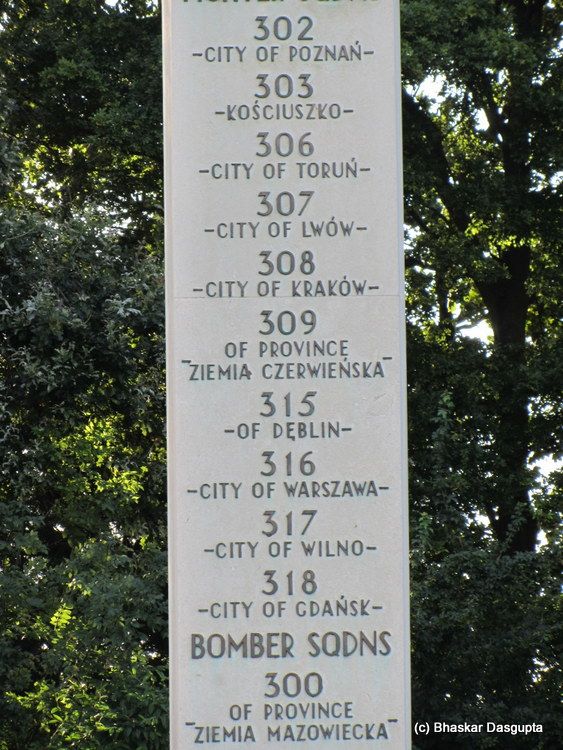 302
-CITY OF POZNAŃ-
303
-KOŚCIUSZKO-
306
-CITY OF TORUŃ-
307
-CITY OF LWÓW-
308
-CITY OF KRAKÓW-
309
OF PROVINCE
-ZIEMIA CZERWIEŃSKA-
315
-OF DĘBLIN-
316
-CITY OF WARSZAWA-
317
-CITY OF WILNO-
318
-CITY OF GDAŃSK-
BOMBER SQDNS
300
OF PROVINCE
-ZIEMIA MAZOWIECKA-
(c) Bhaskar Dasgupta